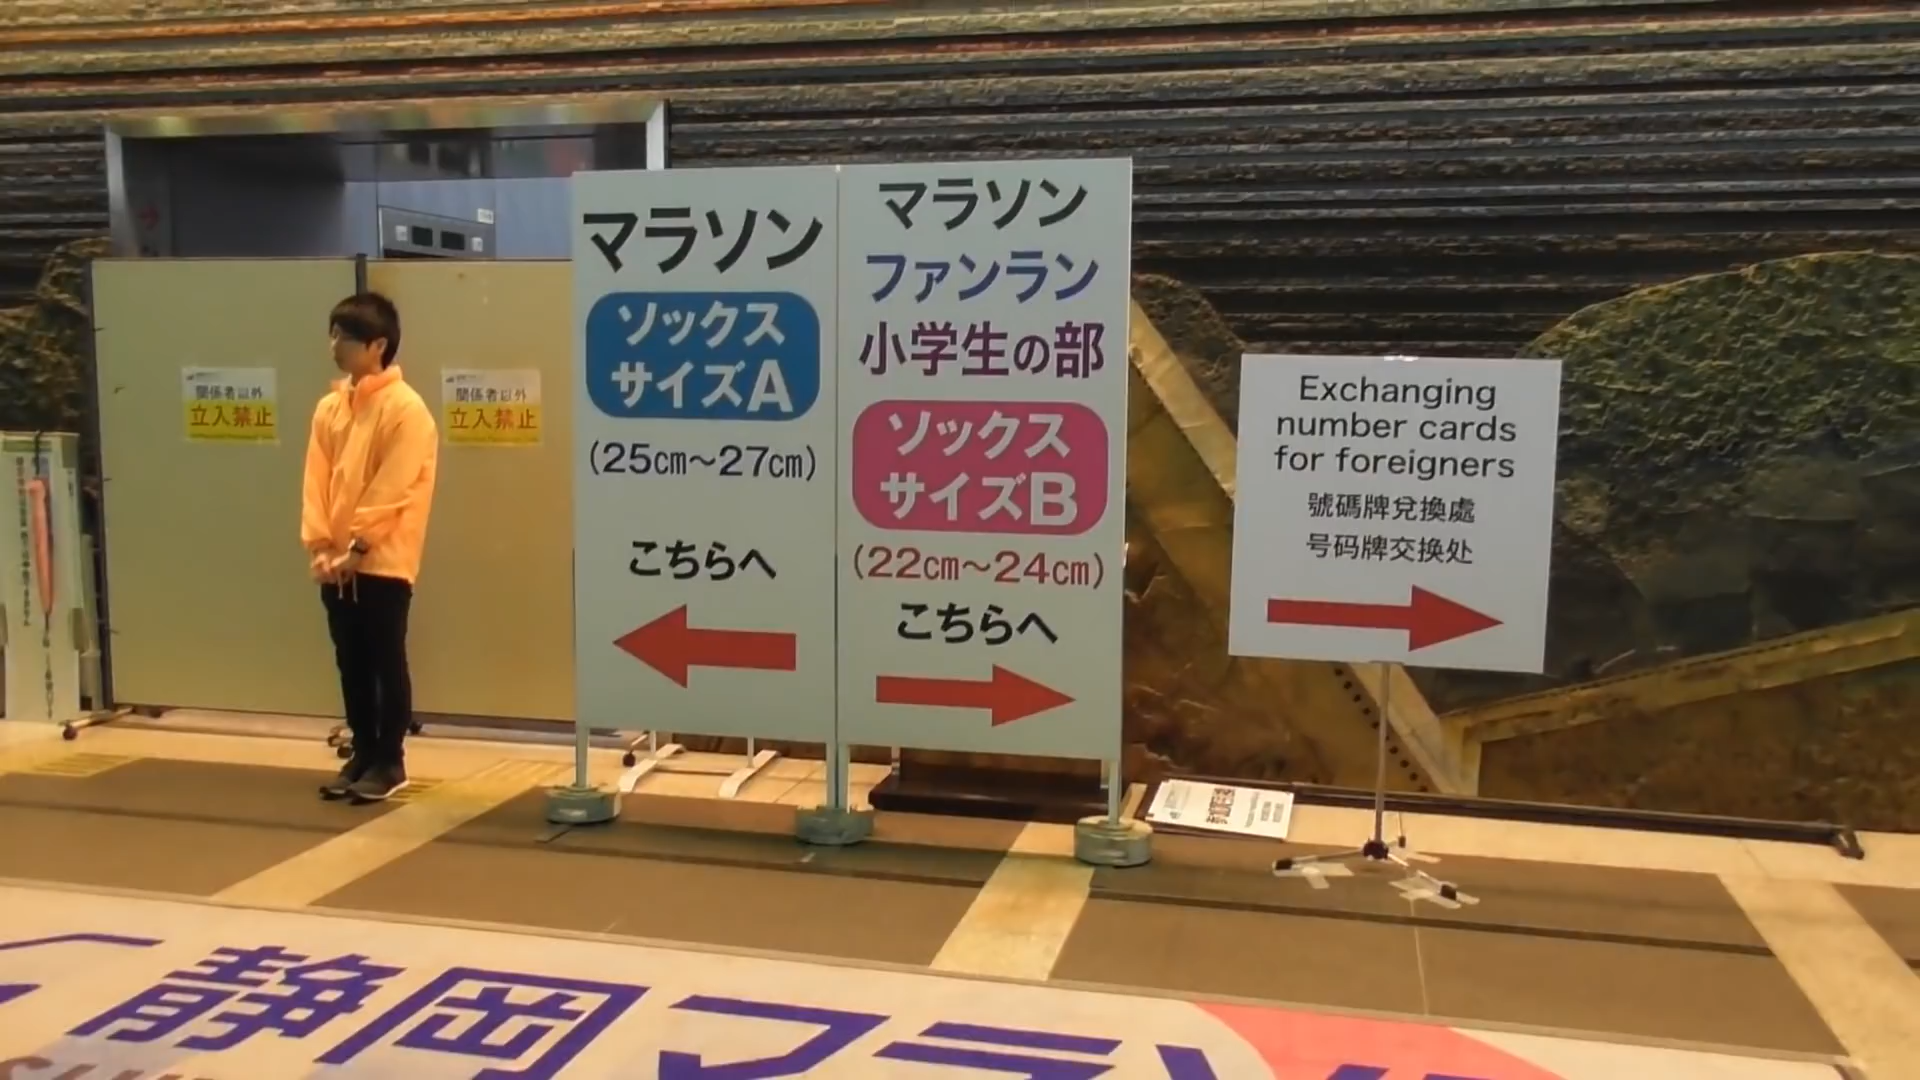 関係者以外
立入禁止
関係者以外
立入禁止
マラソン
ソックス
サイズA
(25cm～27cm)
こちらへ
マラソン
ファンラン
小学生の部
ソックス
サイズB
(22cm～24cm)
こちらへ
Exchanging
number cards
for foreigners
號碼牌兌換處
号码牌交换处
静岡マラソ